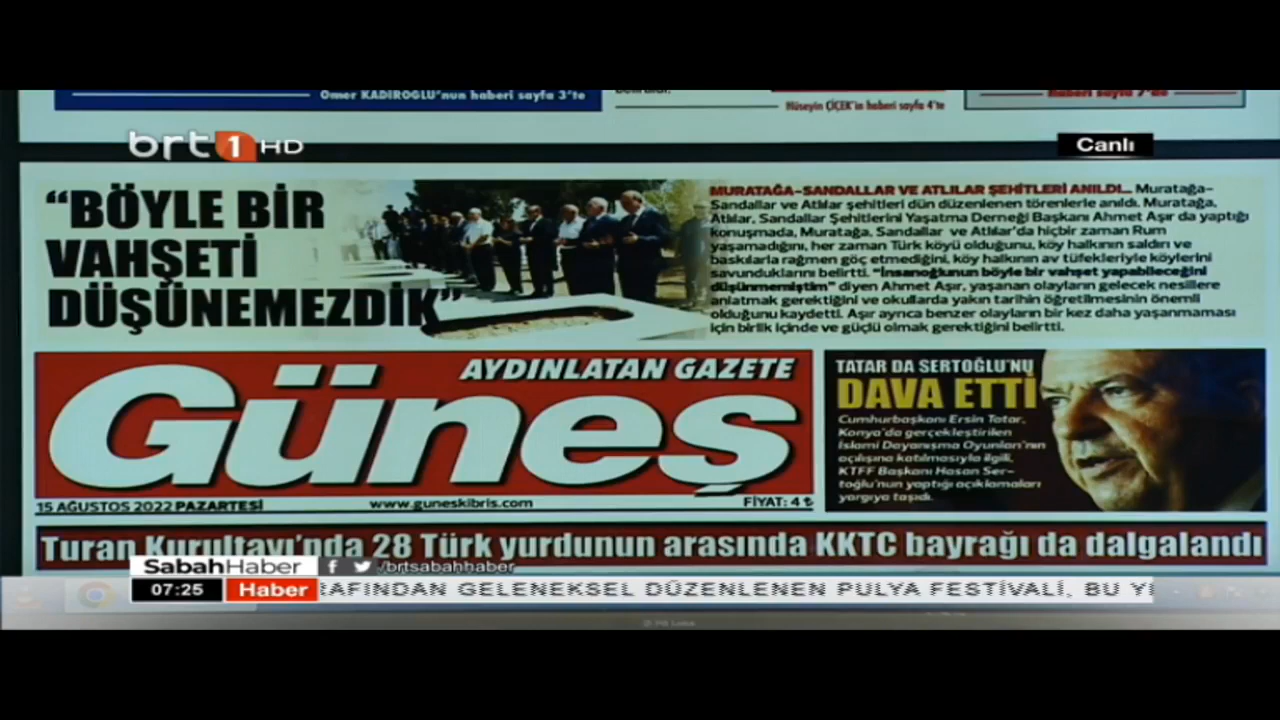 Ömer KADIROĞLU'nun haberi sayfa 3'te
Hüseyin ÇİÇEK'in haberi sayfa 4'te
Haberi sayfa 7'de
brt 1 HD
Canlı
“BÖYLE BİR
VAHŞETİ
DÜŞÜNEMEZDİK”
MURATAĞA-SANDALLAR VE ATLILAR ŞEHİTLERİ ANILDI... Muratağa-
Sandallar ve Atlılar şehitleri dün düzenlenen törenlerle anıldı. Muratağa,
Atlılar, Sandallar Şehitlerini Yaşatma Derneği Başkanı Ahmet Aşır da yaptığı
konuşmada, Muratağa, Sandallar ve Atlılar'da hiçbir zaman Rum
yaşamadığını, her zaman Türk köyü olduğunu, köy halkının saldırı ve
baskılarla rağmen göç etmediğini, köy halkının av tüfekleriyle köylerini
savunduklarını belirtti. “İnsanoğlunun böyle bir vahşet yapabileceğini
düşünmemiştim” diyen Ahmet Aşır, yaşanan olayların gelecek nesillere
anlatmak gerektiğini ve okullarda yakın tarihin öğretilmesinin önemli
olduğunu kaydetti. Aşır ayrıca benzer olayların bir kez daha yaşanmaması
için birlik içinde ve güçlü olmak gerektiğini belirtti.
AYDINLATAN GAZETE
Güneş
15 AĞUSTOS 2022 PAZARTESİ
www.guneskibris.com
FİYAT: 4 ₺
TATAR DA SERTOĞLU'NU
DAVA ETTİ
Cumhurbaşkanı Ersin Tatar,
Konya'da gerçekleştirilen
İslami Dayanışma Oyunları'nın
açılışına katılmasıyla ilgili,
KTFF Başkanı Hasan Ser-
toğlu'nun yaptığı açıklamaları
yargıya taşıdı.
Turan Kurultayı'nda 28 Türk yurdunun arasında KKTC bayrağı da dalgalandı
SabahHaber f /brtsabahhaber
07:25 Haber RAFINDAN GELENEKSEL DÜZENLENEN PULYA FESTİVALİ, BU YI